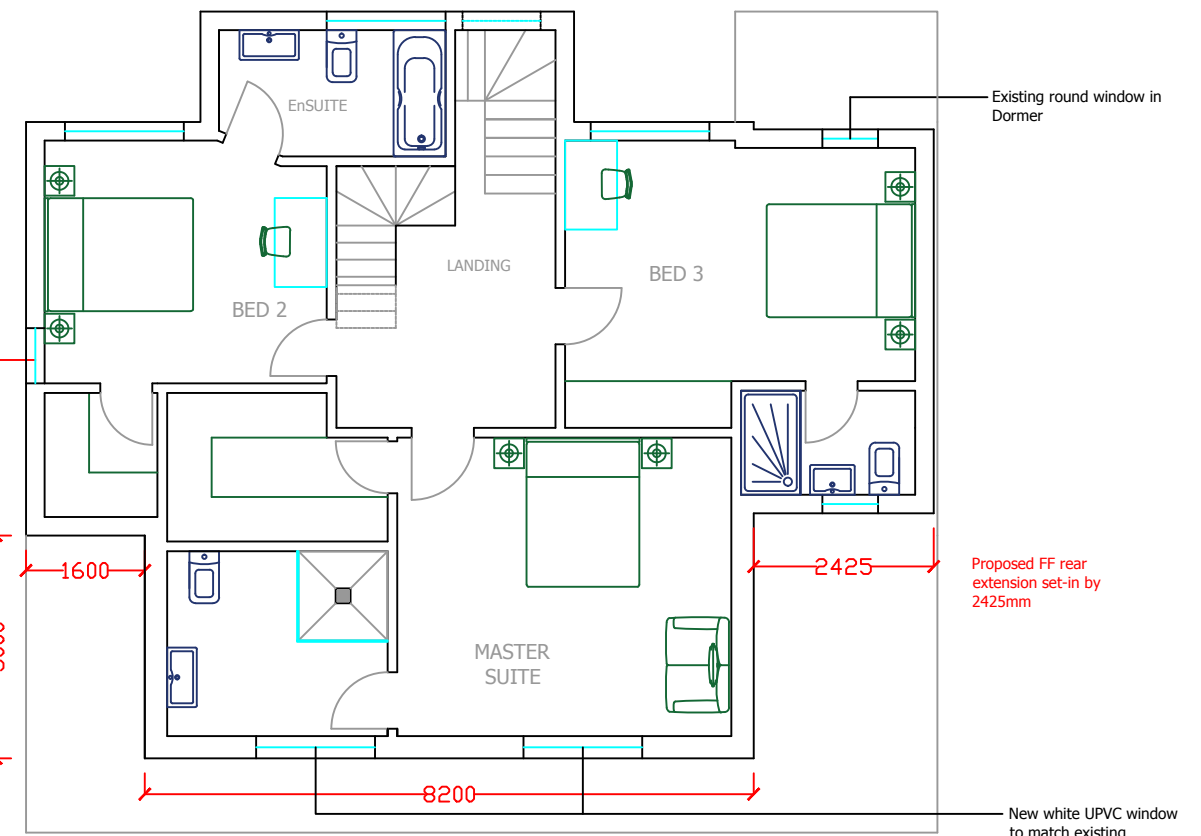 Existing round window in
Dormer
EnSUITE
LANDING
BED 3
BED 2
1600
2425
Proposed FF rear
extension set-in by
2425mm
MASTER
SUITE
8200
New white UPVC window
to match existing